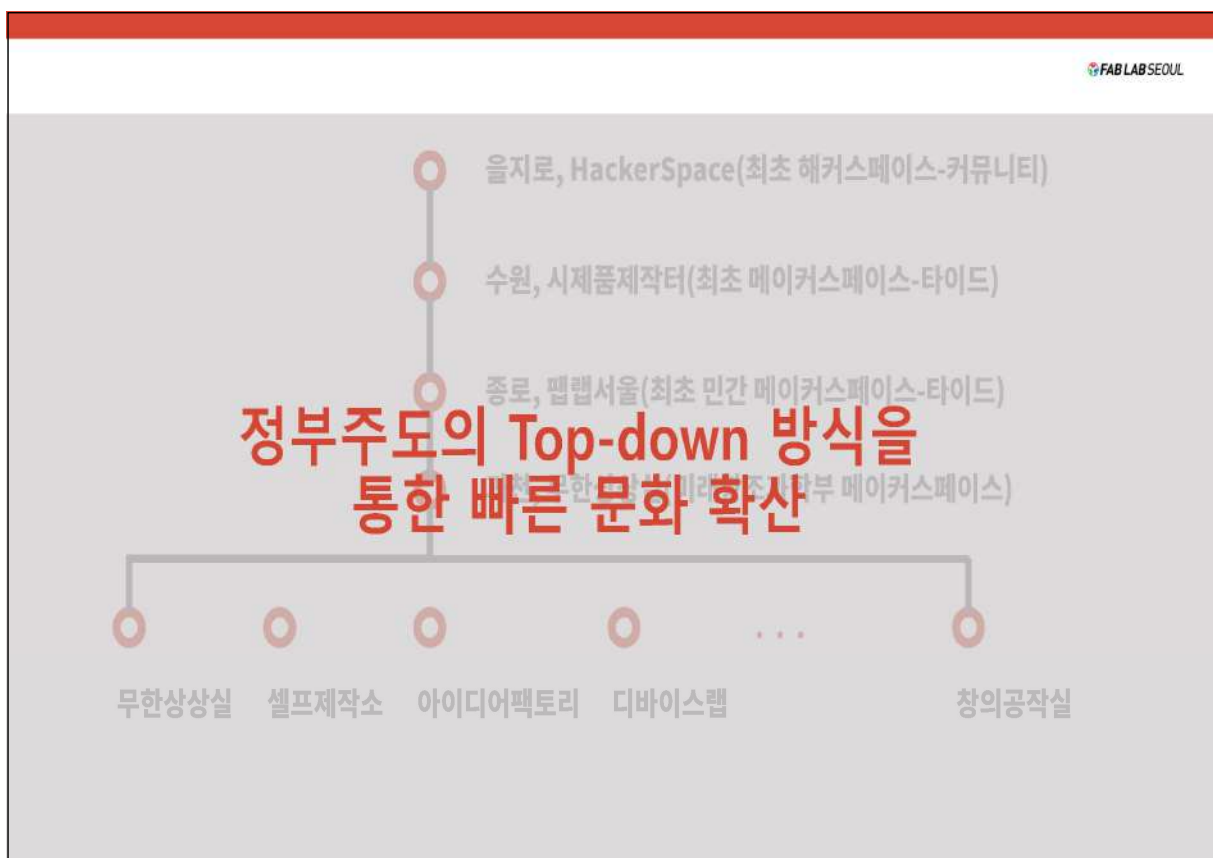 FAB LAB SEOUL
을지로, HackerSpace(최초 해커스페이스-커뮤니티)
수원, 시제품제작터(최초 메이커스페이스-타이드)
종로, 팹랩서울(최초 민간 메이커스페이스-타이드)
정부주도의 Top-down 방식을
메이커스페이스)
통한 빠른 문화 확산
...
무한상상실 셀프제작소 아이디어팩토리 디바이스랩 창의공작실